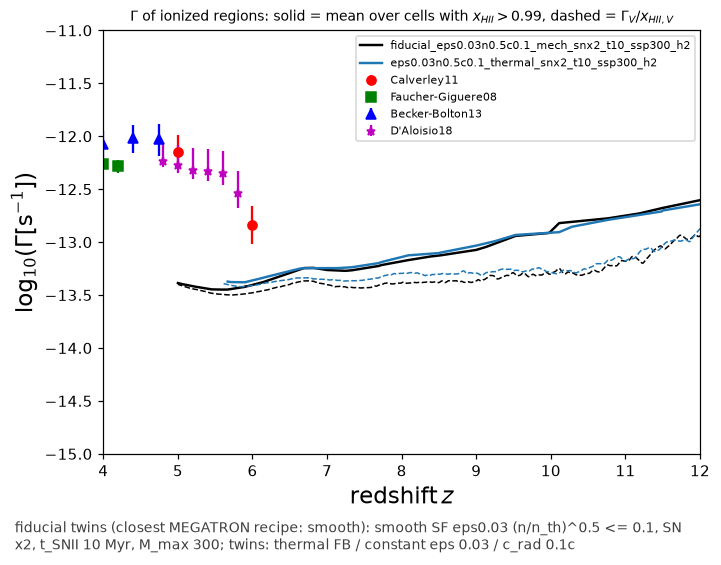 Γ of ionized regions: solid = mean over cells with x_HII > 0.99, dashed = Γ_V/x_HII,V
−11.0
fiducial_eps0.03n0.5c0.1_mech_snx2_t10_ssp300_h2
eps0.03n0.5c0.1_thermal_snx2_t10_ssp300_h2
Calverley11
Faucher-Giguere08
Becker-Bolton13
D'Aloisio18
−11.5
−12.0
−12.5
−13.0
−13.5
−14.0
−14.5
−15.0
log₁₀(Γ[s⁻¹])
4 5 6 7 8 9 10 11 12
redshift z
fiducial twins (closest MEGATRON recipe: smooth): smooth SF eps0.03 (n/n_th)^0.5 <= 0.1, SN
x2, t_SNII 10 Myr, M_max 300; twins: thermal FB / constant eps 0.03 / c_rad 0.1c